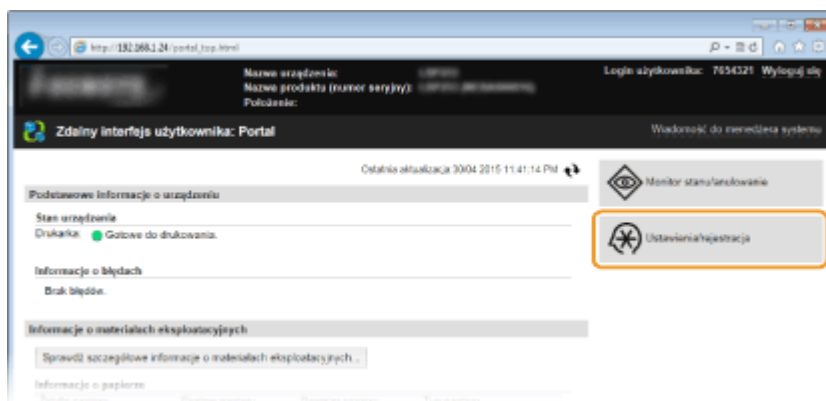 http://192.168.1.24/portal_top.html
Nazwa urządzenia:
Nazwa produktu (numer seryjny):
Położenie:
Login użytkownika: 7654321 Wyloguj się
Zdalny interfejs użytkownika: Portal
Wiadomość do menedżera systemu
Ostatnia aktualizacja 30/04 2015 11:41:14 PM
Podstawowe informacje o urządzeniu
Stan urządzenia
Drukarka: Gotowe do drukowania.
Informacje o błędach
Brak błędów.
Informacje o materiałach eksploatacyjnych
Sprawdź szczegółowe informacje o materiałach eksploatacyjnych...
Informacje o papierze
Monitor stanu/anulowanie
Ustawienia/rejestracja